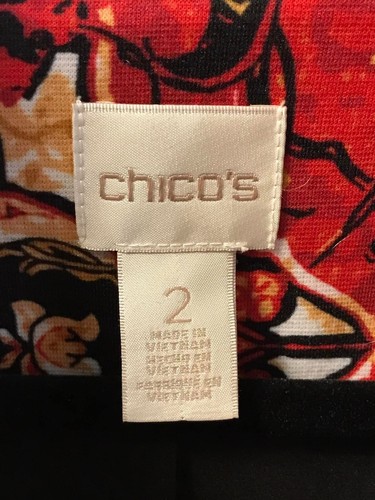 chico's
2
MADE IN
VIETNAM
HECHO EN
VIETNAM
FABRIQUE EN
VIETNAM